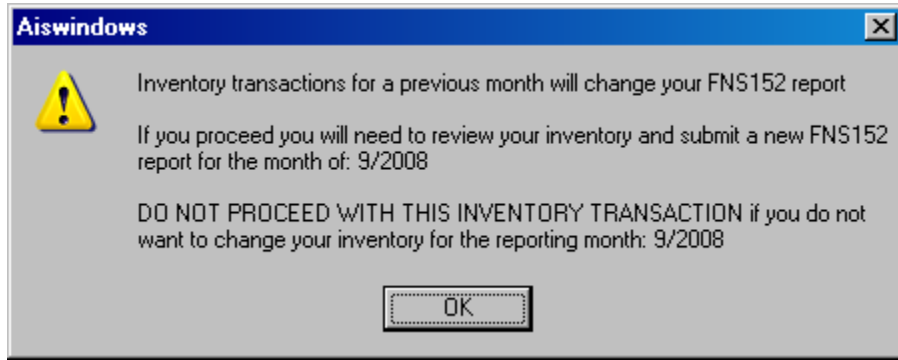 Aiswindows
Inventory transactions for a previous month will change your FNS152 report
If you proceed you will need to review your inventory and submit a new FNS152
report for the month of: 9/2008
DO NOT PROCEED WITH THIS INVENTORY TRANSACTION if you do not
want to change your inventory for the reporting month: 9/2008
OK